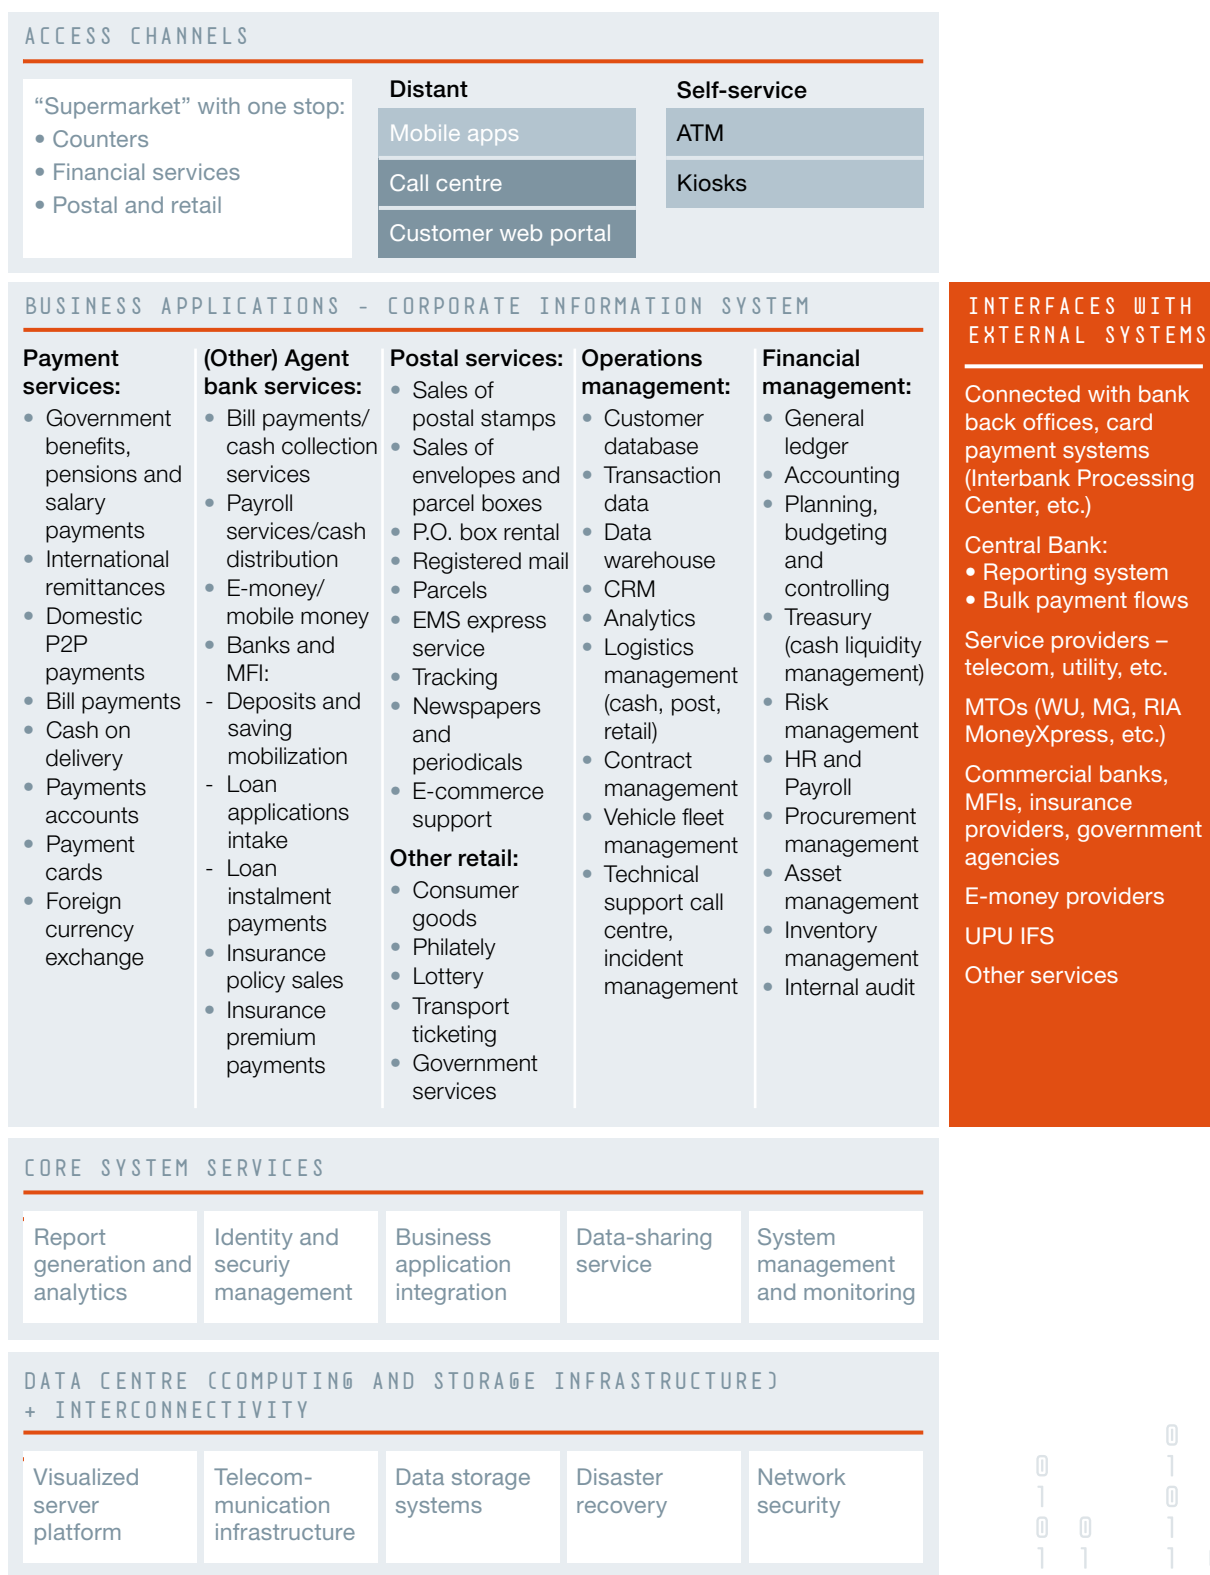 ACCESS CHANNELS
“Supermarket” with one stop:
• Counters
• Financial services
• Postal and retail
Distant
Mobile apps
Call centre
Customer web portal
Self-service
ATM
Kiosks
BUSINESS APPLICATIONS - CORPORATE INFORMATION SYSTEM
Payment
services:
• Government
benefits,
pensions and
salary
payments
• International
remittances
• Domestic
P2P
payments
• Bill payments
• Cash on
delivery
• Payments
accounts
• Payment
cards
• Foreign
currency
exchange
(Other) Agent
bank services:
• Bill payments/
cash collection
services
• Payroll
services/cash
distribution
• E-money/
mobile money
• Banks and
MFI:
- Deposits and
saving
mobilization
- Loan
applications
intake
- Loan
instalment
payments
• Insurance
policy sales
• Insurance
premium
payments
Postal services:
• Sales of
postal stamps
• Sales of
envelopes and
parcel boxes
• P.O. box rental
• Registered mail
• Parcels
• EMS express
service
• Tracking
• Newspapers
and
periodicals
• E-commerce
support
Other retail:
• Consumer
goods
• Philately
• Lottery
• Transport
ticketing
• Government
services
Operations
management:
• Customer
database
• Transaction
data
• Data
warehouse
• CRM
• Analytics
• Logistics
management
(cash, post,
retail)
• Contract
management
• Vehicle fleet
management
• Technical
support call
centre,
incident
management
Financial
management:
• General
ledger
• Accounting
• Planning,
budgeting
and
controlling
• Treasury
(cash liquidity
management)
• Risk
management
• HR and
Payroll
• Procurement
management
• Asset
management
• Inventory
management
• Internal audit
INTERFACES WITH
EXTERNAL SYSTEMS
Connected with bank
back offices, card
payment systems
(Interbank Processing
Center, etc.)
Central Bank:
• Reporting system
• Bulk payment flows
Service providers –
telecom, utility, etc.
MTOs (WU, MG, RIA
MoneyXpress, etc.)
Commercial banks,
MFIs, insurance
providers, government
agencies
E-money providers
UPU IFS
Other services
CORE SYSTEM SERVICES
Report
generation and
analytics
Identity and
securiy
management
Business
application
integration
Data-sharing
service
System
management
and monitoring
DATA CENTRE (COMPUTING AND STORAGE INFRASTRUCTURE)
+ INTERCONNECTIVITY
Visualized
server
platform
Telecom-
munication
infrastructure
Data storage
systems
Disaster
recovery
Network
security
0
0 1
1 0
0 0 1
1 1 1